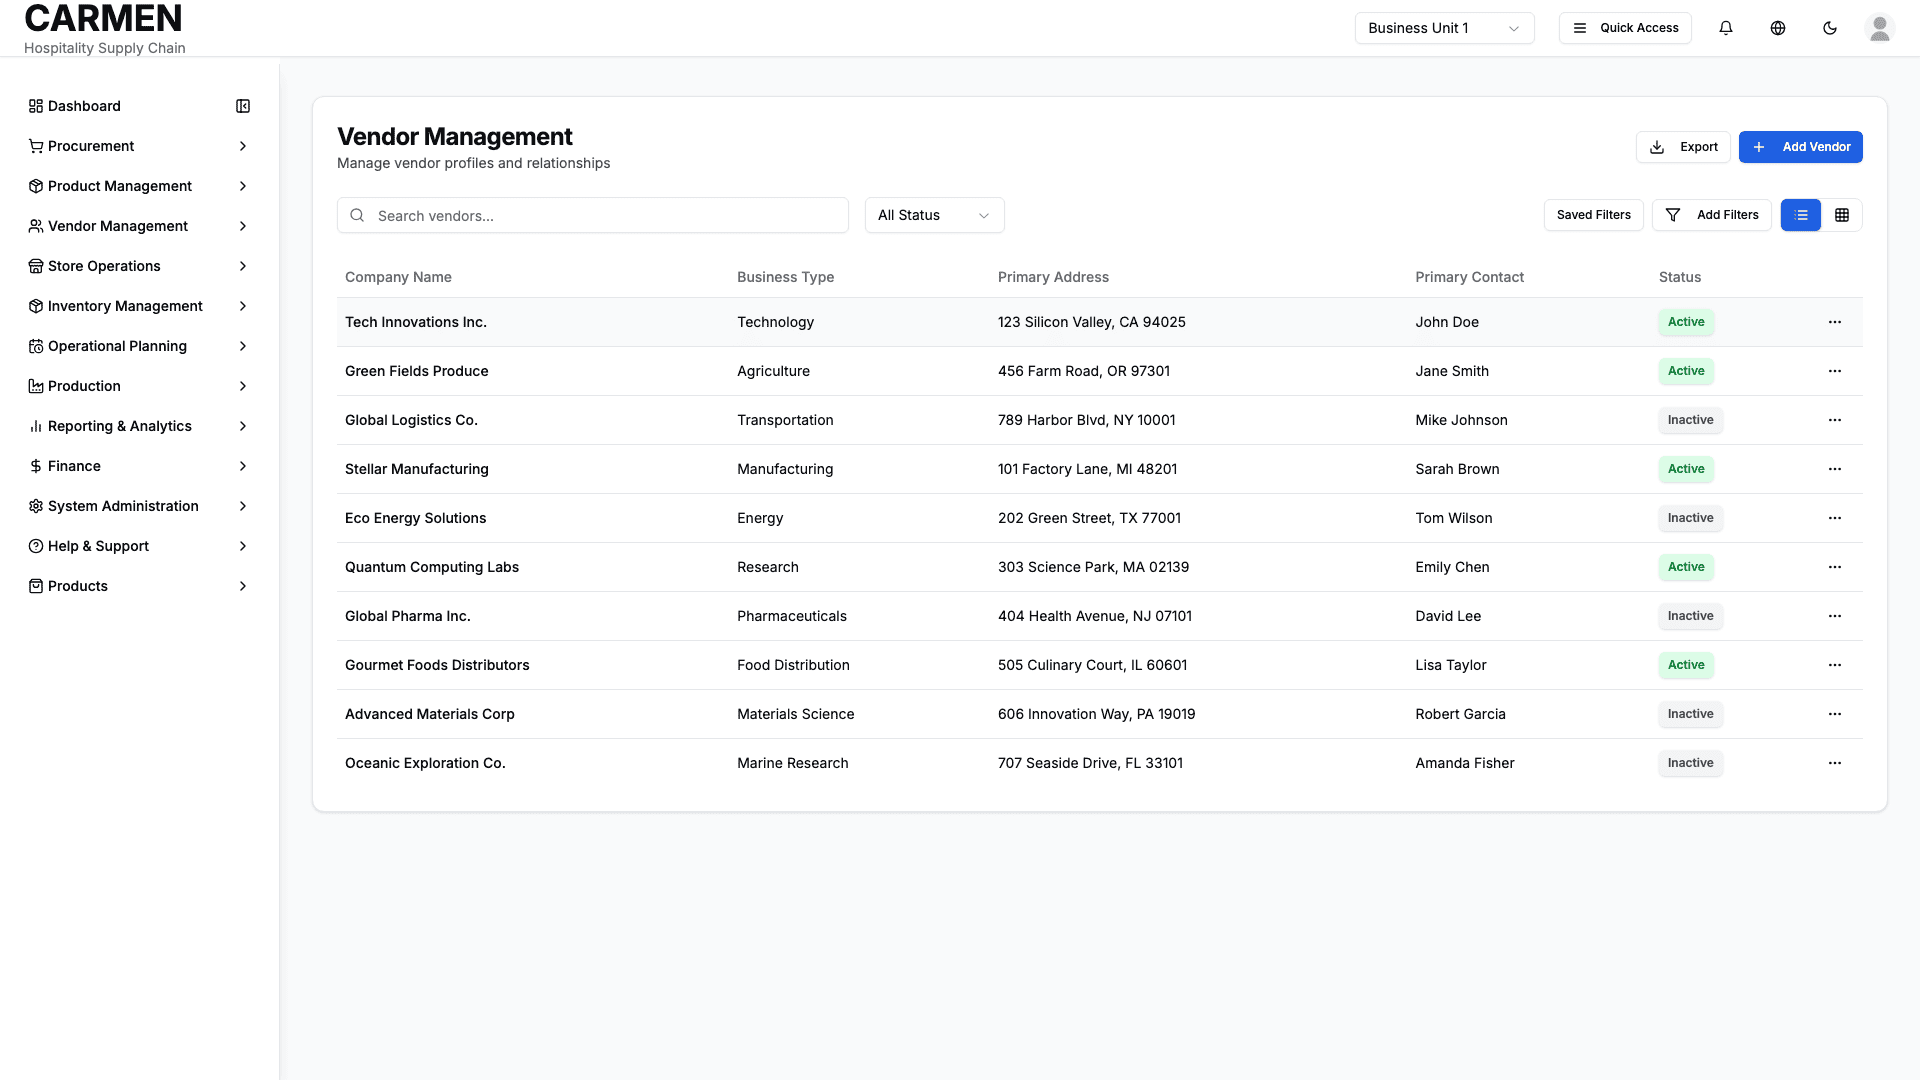 CARMEN
Hospitality Supply Chain
Business Unit 1
Quick Access
Dashboard
Procurement
Product Management
Vendor Management
Store Operations
Inventory Management
Operational Planning
Production
Reporting & Analytics
Finance
System Administration
Help & Support
Products
Vendor Management
Manage vendor profiles and relationships
Export
Add Vendor
Search vendors...
All Status
Saved Filters
Add Filters
Company Name Business Type Primary Address Primary Contact Status
Tech Innovations Inc. Technology 123 Silicon Valley, CA 94025 John Doe Active
Green Fields Produce Agriculture 456 Farm Road, OR 97301 Jane Smith Active
Global Logistics Co. Transportation 789 Harbor Blvd, NY 10001 Mike Johnson Inactive
Stellar Manufacturing Manufacturing 101 Factory Lane, MI 48201 Sarah Brown Active
Eco Energy Solutions Energy 202 Green Street, TX 77001 Tom Wilson Inactive
Quantum Computing Labs Research 303 Science Park, MA 02139 Emily Chen Active
Global Pharma Inc. Pharmaceuticals 404 Health Avenue, NJ 07101 David Lee Inactive
Gourmet Foods Distributors Food Distribution 505 Culinary Court, IL 60601 Lisa Taylor Active
Advanced Materials Corp Materials Science 606 Innovation Way, PA 19019 Robert Garcia Inactive
Oceanic Exploration Co. Marine Research 707 Seaside Drive, FL 33101 Amanda Fisher Inactive